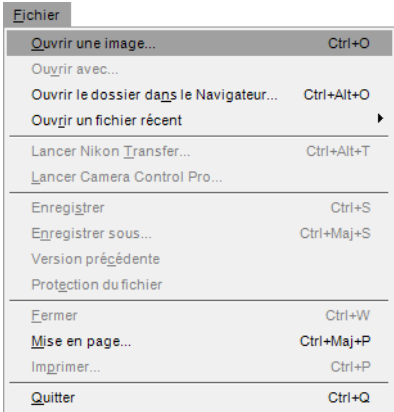 Fichier
Ouvrir une image... Ctrl+O
Ouvrir avec...
Ouvrir le dossier dans le Navigateur... Ctrl+Alt+O
Ouvrir un fichier récent
Lancer Nikon Transfer... Ctrl+Alt+T
Lancer Camera Control Pro...
Enregistrer Ctrl+S
Enregistrer sous... Ctrl+Maj+S
Version précédente
Protection du fichier
Fermer Ctrl+W
Mise en page... Ctrl+Maj+P
Imprimer... Ctrl+P
Quitter Ctrl+Q